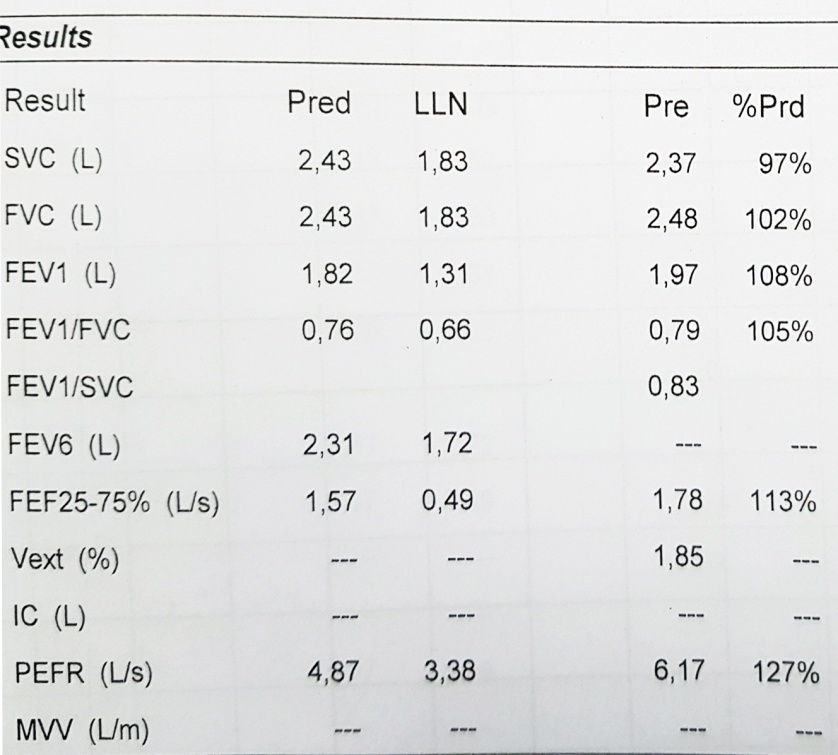 Results
Result Pred LLN Pre %Prd
SVC (L) 2,43 1,83 2,37 97%
FVC (L) 2,43 1,83 2,48 102%
FEV1 (L) 1,82 1,31 1,97 108%
FEV1/FVC 0,76 0,66 0,79 105%
FEV1/SVC 0,83
FEV6 (L) 2,31 1,72 --- ---
FEF25-75% (L/s) 1,57 0,49 1,78 113%
Vext (%) --- --- 1,85 ---
IC (L) --- --- --- ---
PEFR (L/s) 4,87 3,38 6,17 127%
MVV (L/m) --- --- --- ---